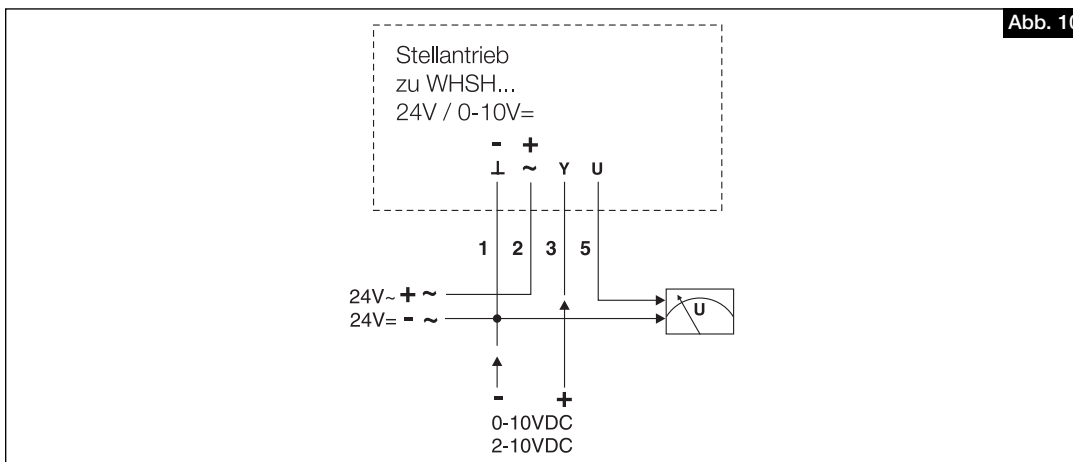 Abb. 10
Stellantrieb
zu WHSH...
24V / 0-10V=
- +
⊥ ~ Y U
1 2 3 5
24V~ + ~
24V= - ~
U
- +
0-10VDC
2-10VDC